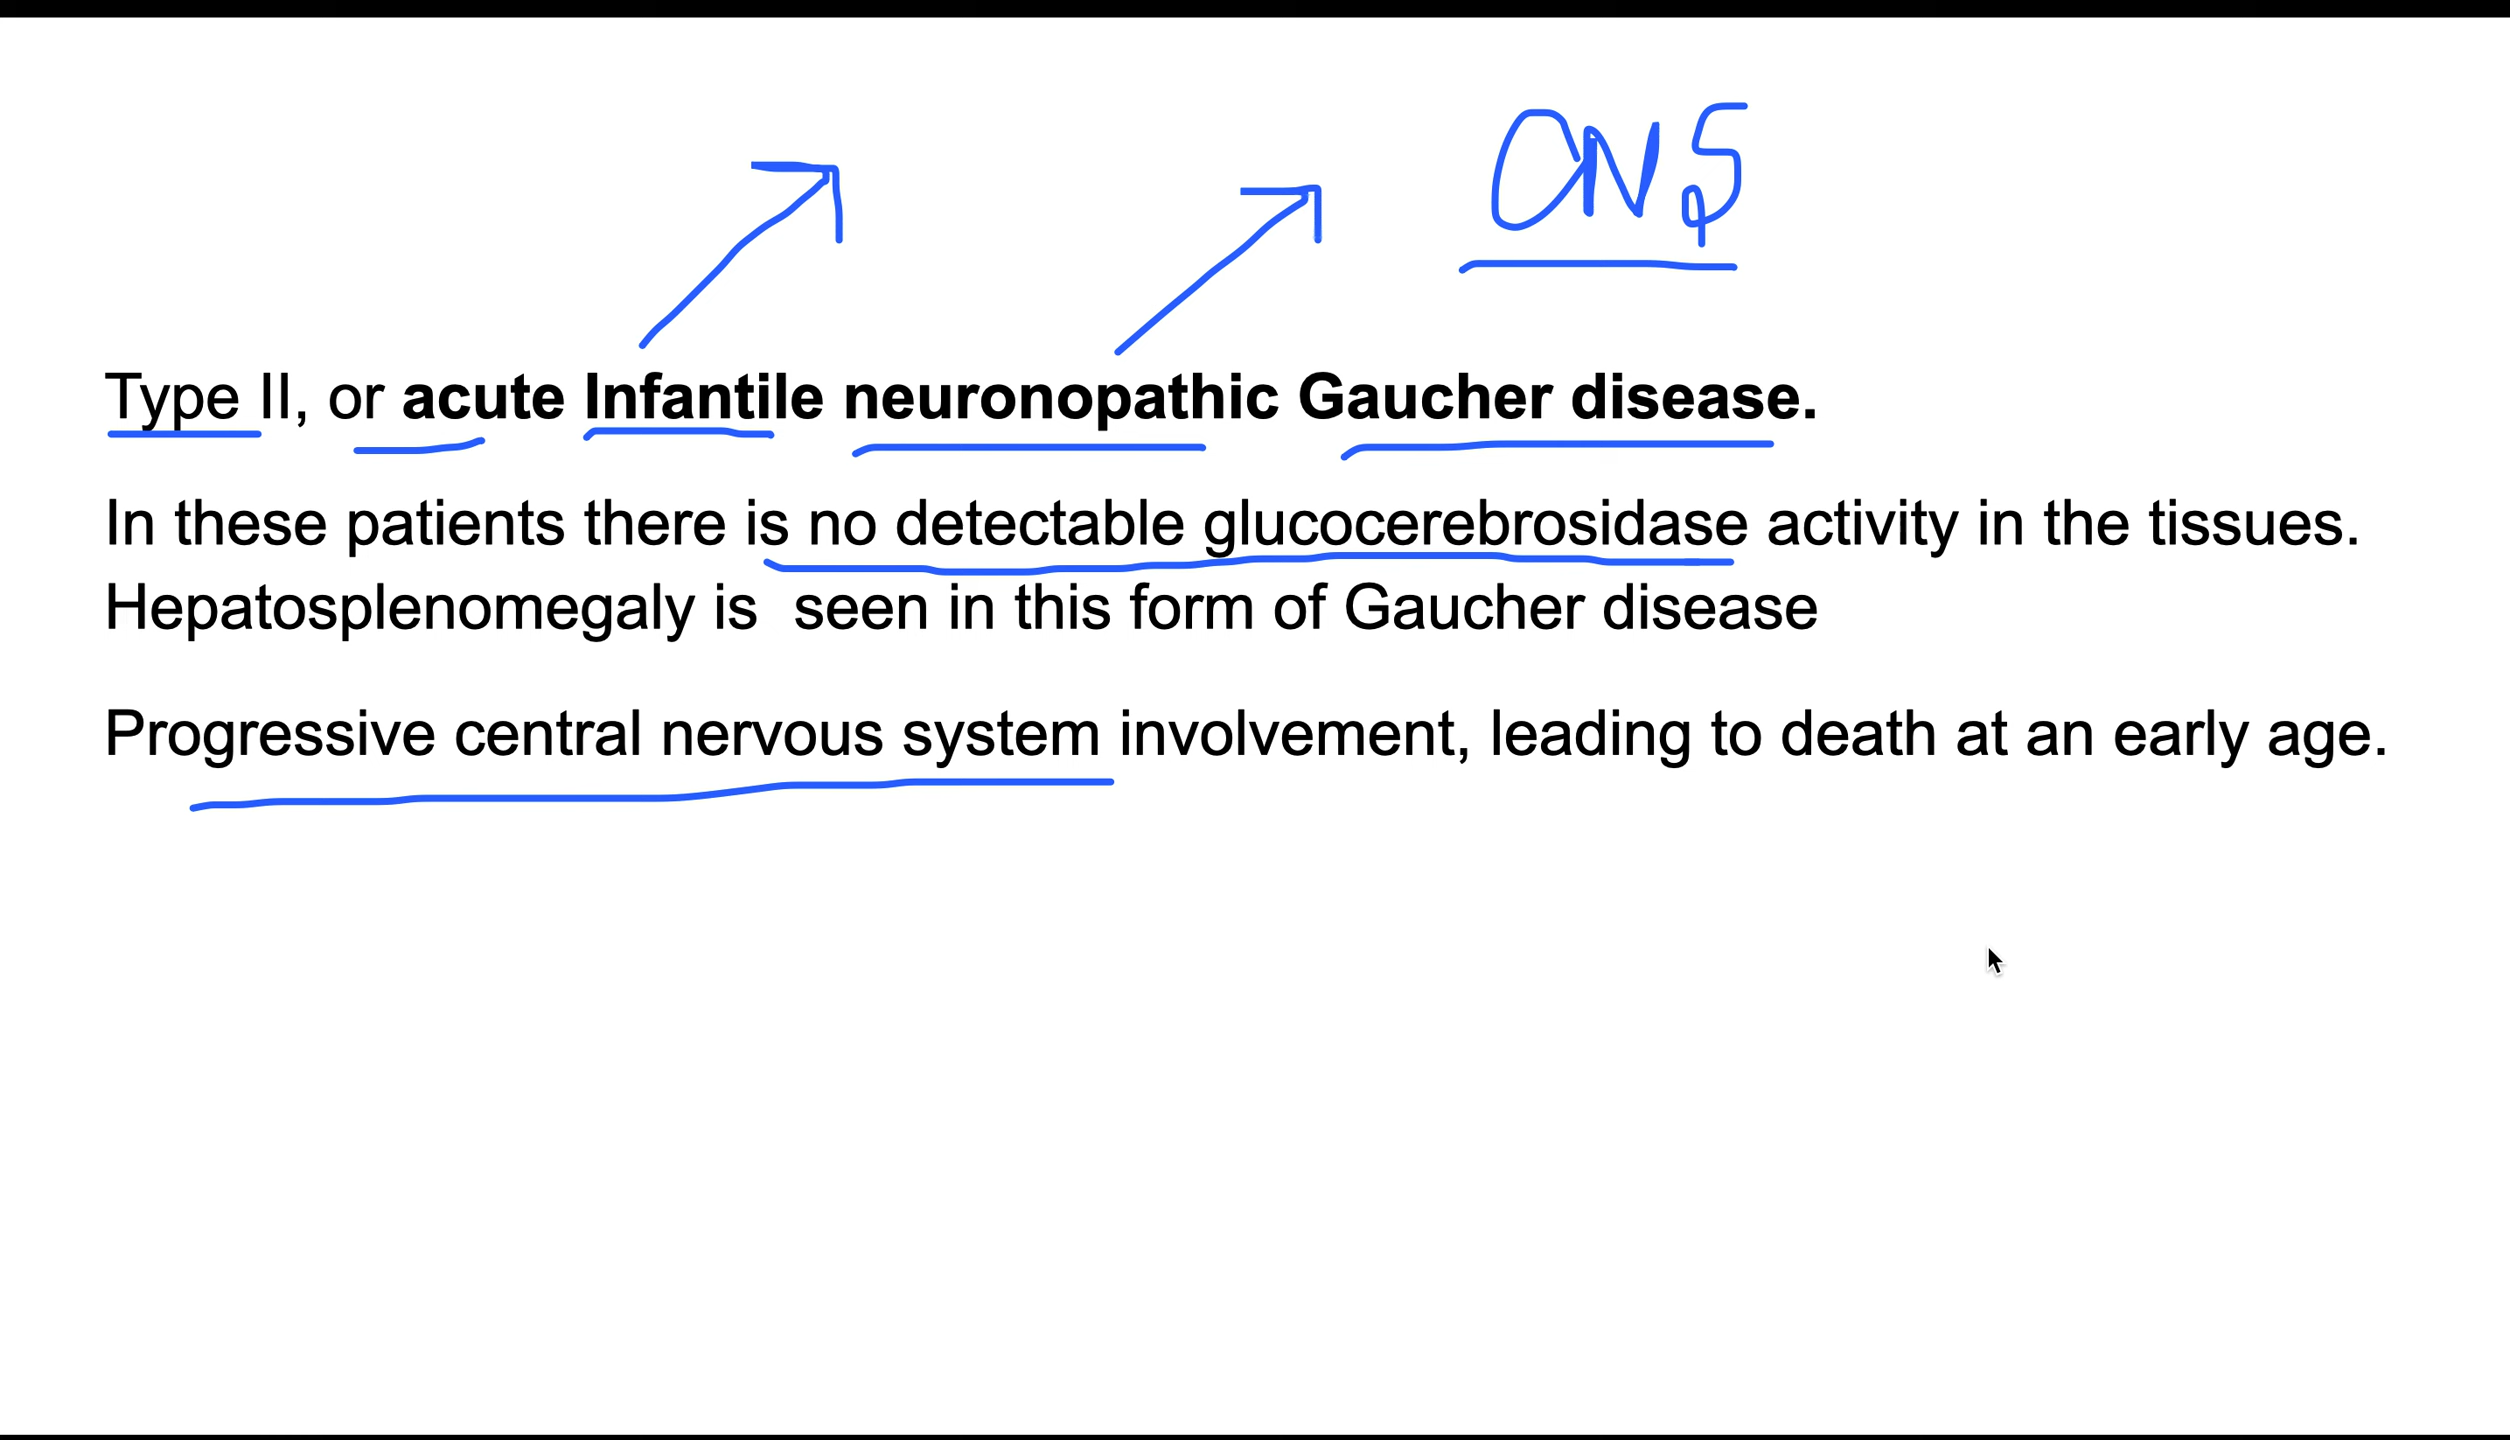 CNS
Type II, or acute Infantile neuronopathic Gaucher disease.
In these patients there is no detectable glucocerebrosidase activity in the tissues.
Hepatosplenomegaly is seen in this form of Gaucher disease
Progressive central nervous system involvement, leading to death at an early age.